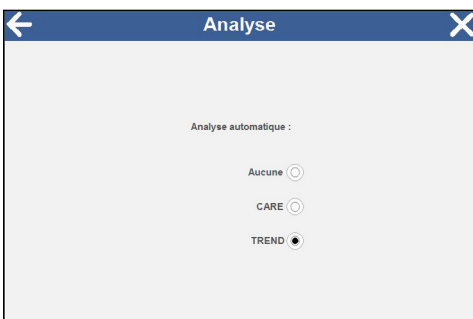 Analyse
Analyse automatique :
Aucune
CARE
TREND